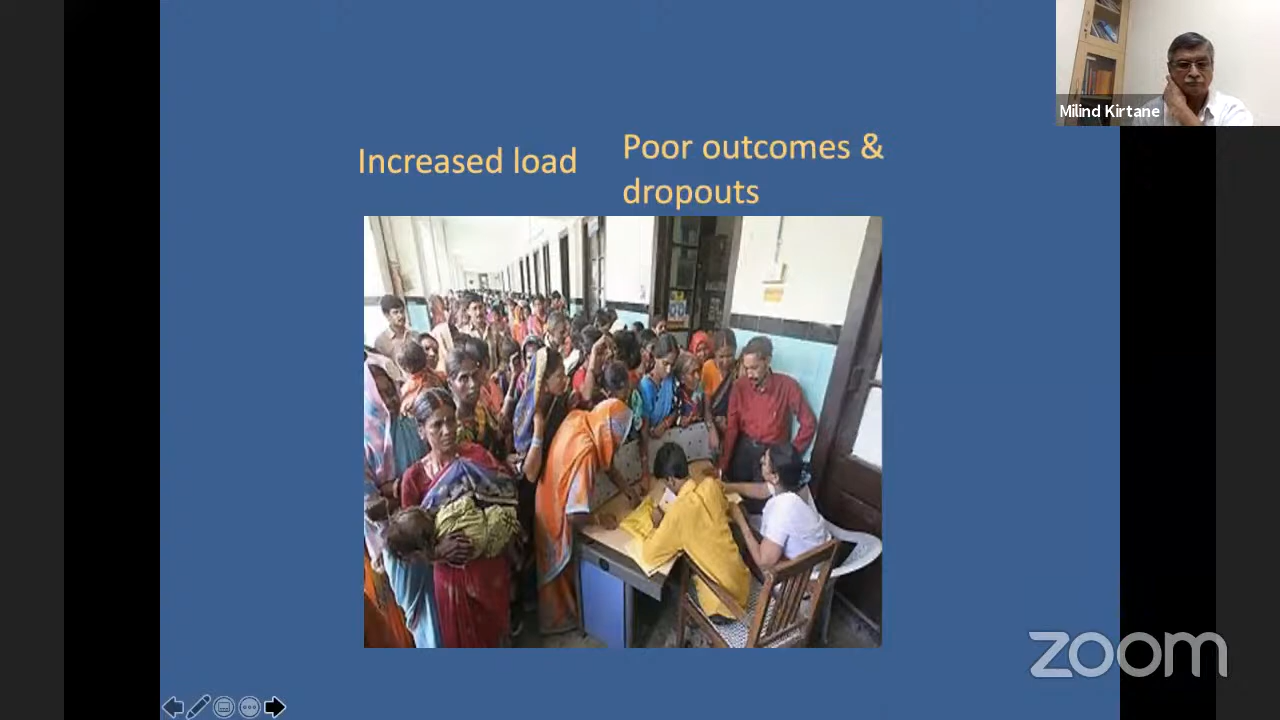 Milind Kirtane
Increased load
Poor outcomes &
dropouts
zoom